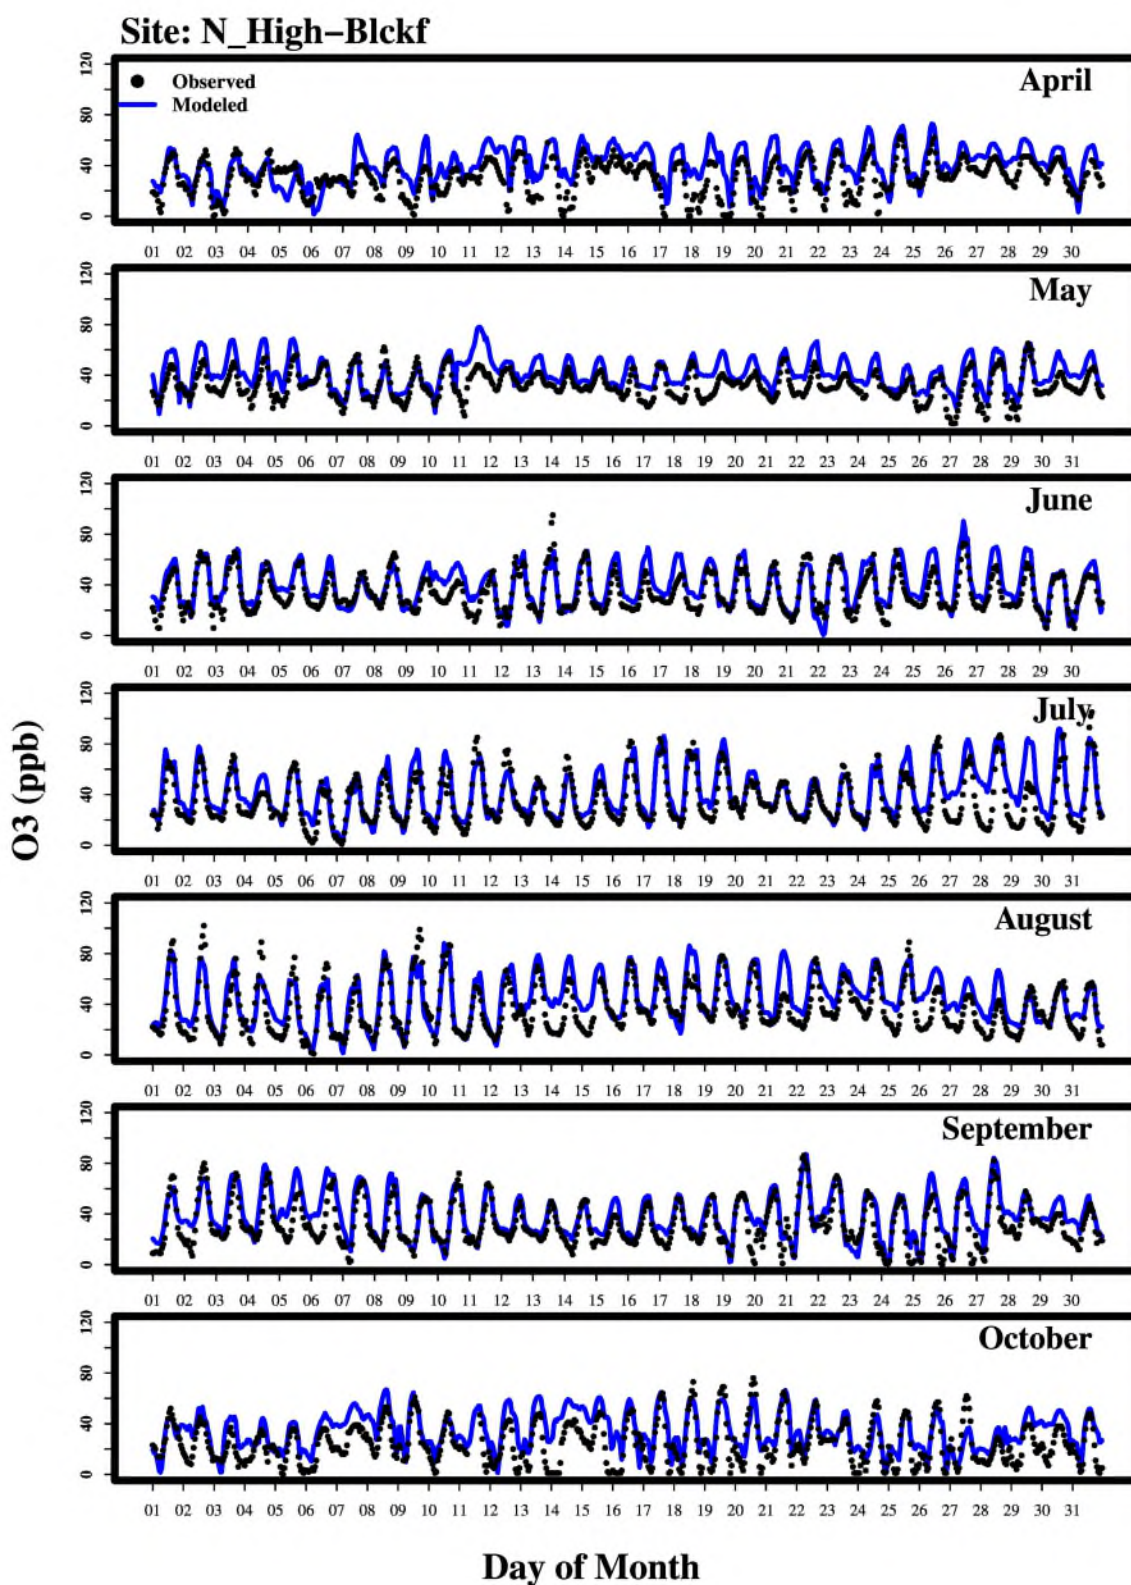 Site: N_High−Blckf
Observed
Modeled
April
0 40 80 120
01 02 03 04 05 06 07 08 09 10 11 12 13 14 15 16 17 18 19 20 21 22 23 24 25 26 27 28 29 30
May
0 40 80 120
01 02 03 04 05 06 07 08 09 10 11 12 13 14 15 16 17 18 19 20 21 22 23 24 25 26 27 28 29 30 31
June
0 40 80 120
01 02 03 04 05 06 07 08 09 10 11 12 13 14 15 16 17 18 19 20 21 22 23 24 25 26 27 28 29 30
July
0 40 80 120
01 02 03 04 05 06 07 08 09 10 11 12 13 14 15 16 17 18 19 20 21 22 23 24 25 26 27 28 29 30 31
August
0 40 80 120
01 02 03 04 05 06 07 08 09 10 11 12 13 14 15 16 17 18 19 20 21 22 23 24 25 26 27 28 29 30 31
September
0 40 80 120
01 02 03 04 05 06 07 08 09 10 11 12 13 14 15 16 17 18 19 20 21 22 23 24 25 26 27 28 29 30
October
0 40 80 120
01 02 03 04 05 06 07 08 09 10 11 12 13 14 15 16 17 18 19 20 21 22 23 24 25 26 27 28 29 30 31
O3 (ppb)
Day of Month